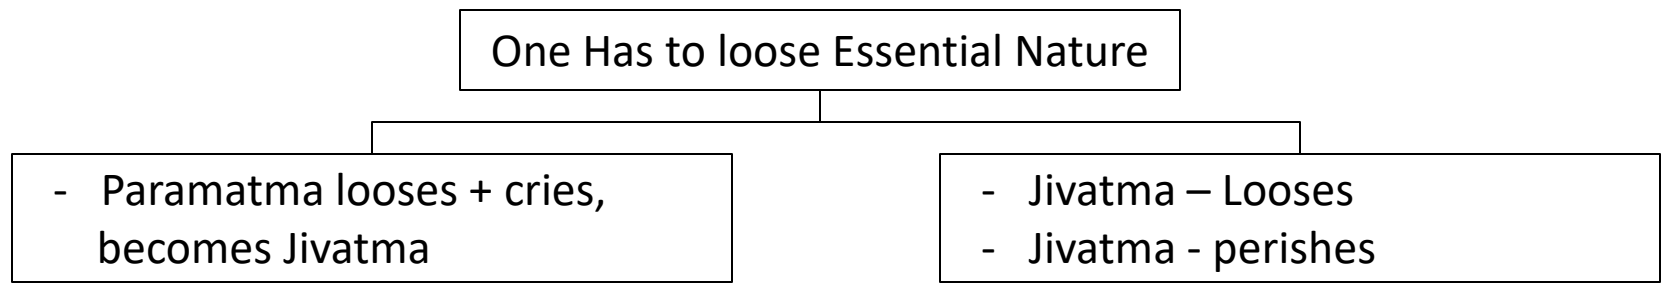 One Has to loose Essential Nature
- Paramatma looses + cries,
becomes Jivatma
- Jivatma – Looses
- Jivatma - perishes